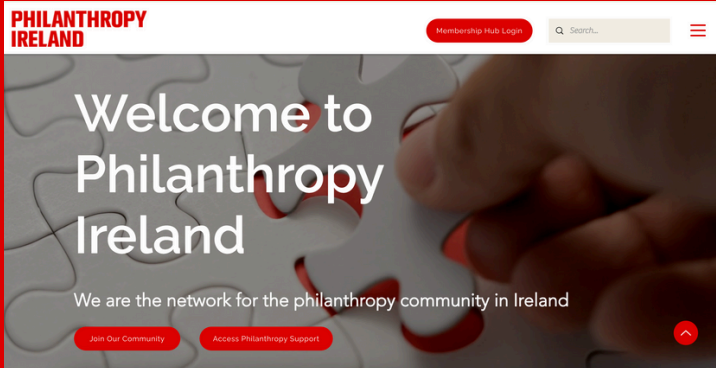 PHILANTHROPY
IRELAND
Membership Hub Login
Search...
Welcome to
Philanthropy
Ireland
We are the network for the philanthropy community in Ireland
Join Our Community
Access Philanthropy Support